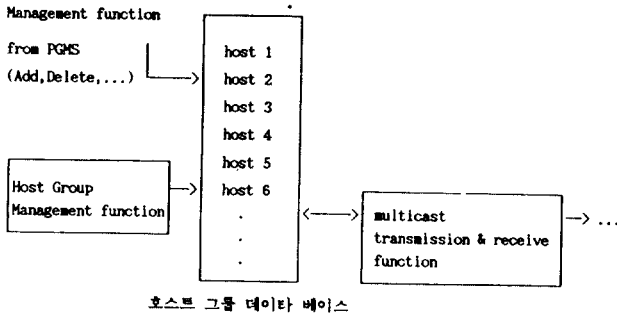 Management function
from PGMS
(Add,Delete,...)
host 1
host 2
host 3
host 4
host 5
host 6
.
.
.
Host Group
Management function
multicast
transmission & receive
function
...
호스트 그룹 데이타 베이스